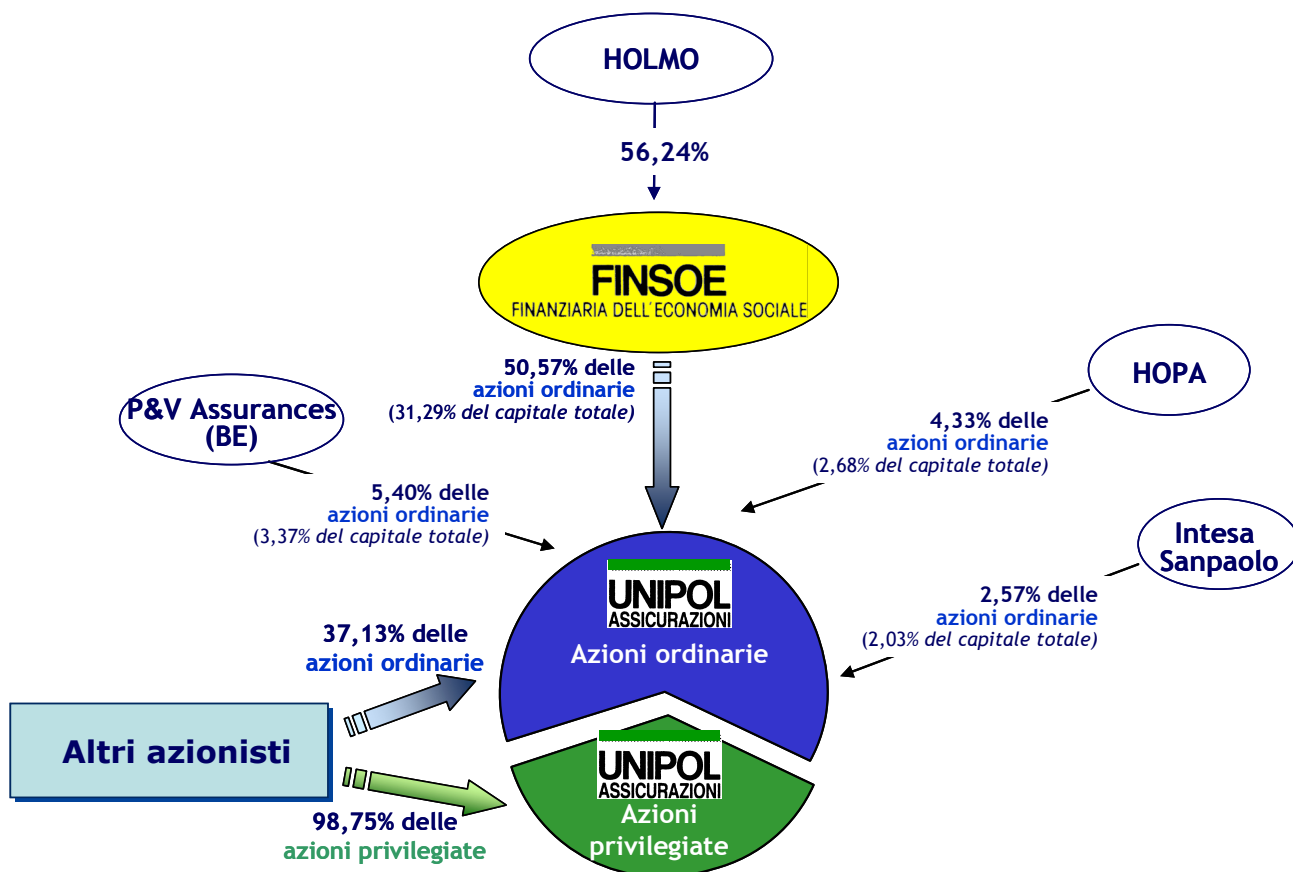 HOLMO
56,24%
FINSOE
FINANZIARIA DELL'ECONOMIA SOCIALE
50,57% delle
azioni ordinarie
(31,29% del capitale totale)
HOPA
4,33% delle
azioni ordinarie
(2,68% del capitale totale)
P&V Assurances
(BE)
5,40% delle
azioni ordinarie
(3,37% del capitale totale)
Intesa
Sanpaolo
2,57% delle
azioni ordinarie
(2,03% del capitale totale)
UNIPOL
ASSICURAZIONI
Azioni ordinarie
37,13% delle
azioni ordinarie
Altri azionisti
98,75% delle
azioni privilegiate
UNIPOL
ASSICURAZIONI
Azioni
privilegiate